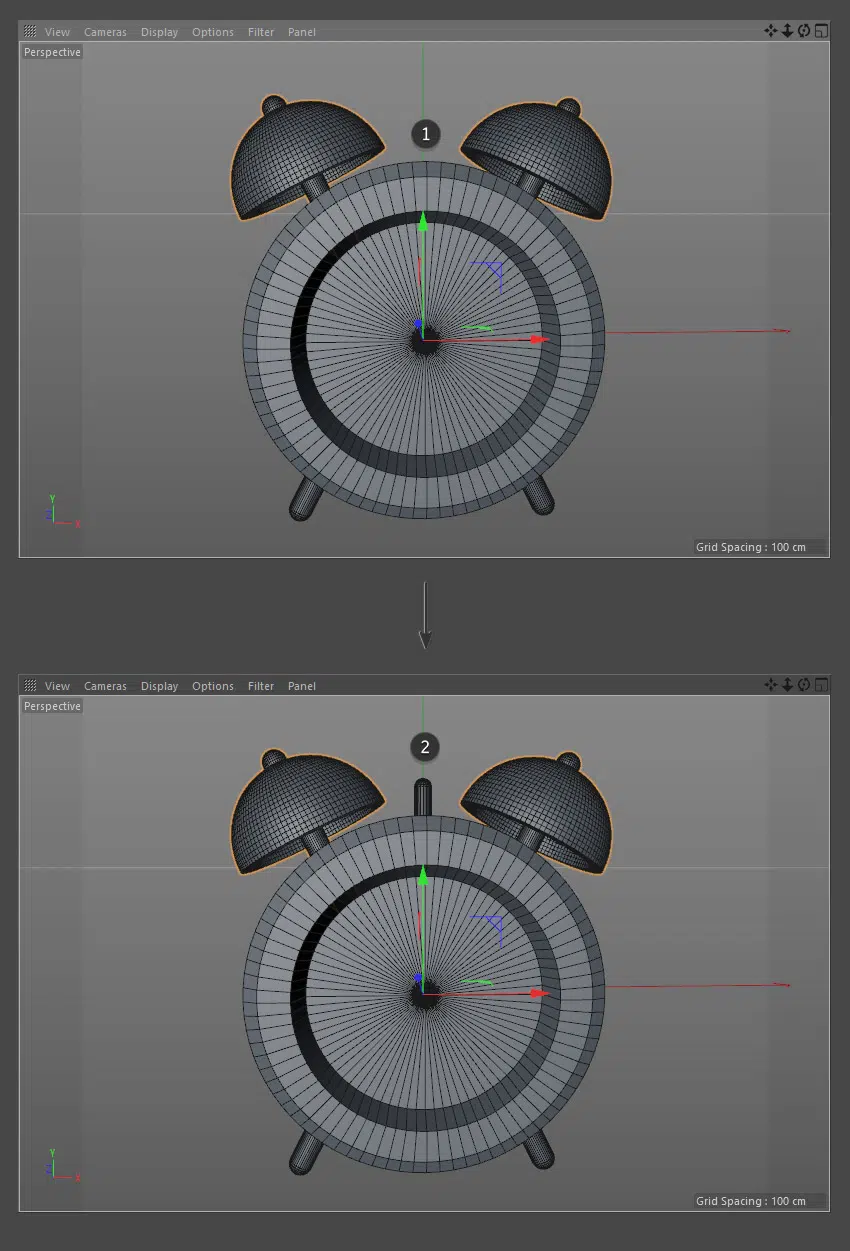 View Cameras Display Options Filter Panel
Perspective
1
Y
Z
X
Grid Spacing : 100 cm
View Cameras Display Options Filter Panel
Perspective
2
Y
Z
X
Grid Spacing : 100 cm